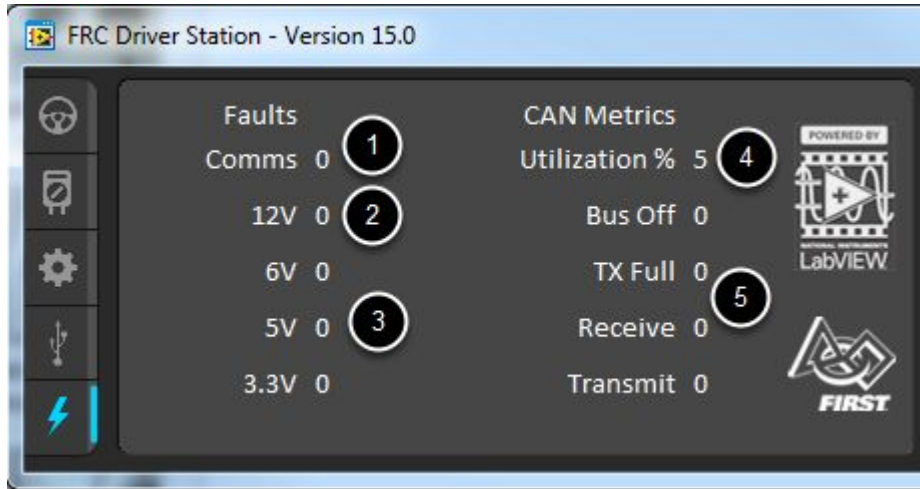 FRC Driver Station - Version 15.0
Faults
Comms 0 1
12V 0 2
6V 0
5V 0 3
3.3V 0
CAN Metrics
Utilization % 5 4
Bus Off 0
TX Full 0
5
Receive 0
Transmit 0
POWERED BY
NATIONAL INSTRUMENTS
LabVIEW
FIRST